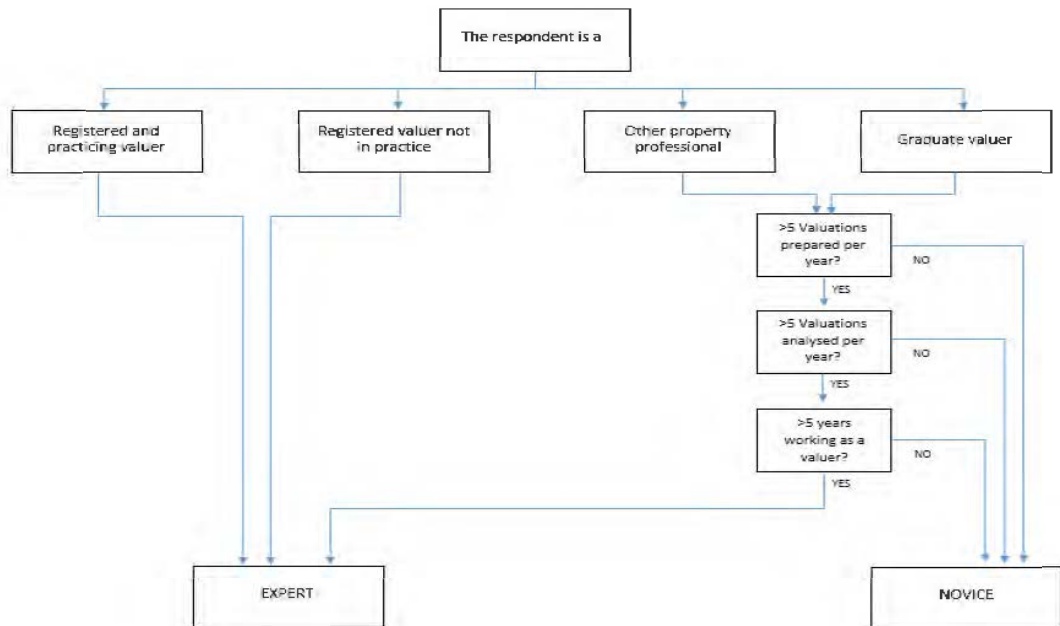 The respondent is a
Registered and
practicing valuer
Registered valuer not
in practice
Other property
professional
Graduate valuer
>5 Valuations
prepared per
year?
NO
YES
>5 Valuations
analysed per
year?
NO
YES
>5 years
working as a
valuer?
NO
YES
EXPERT
NOVICE